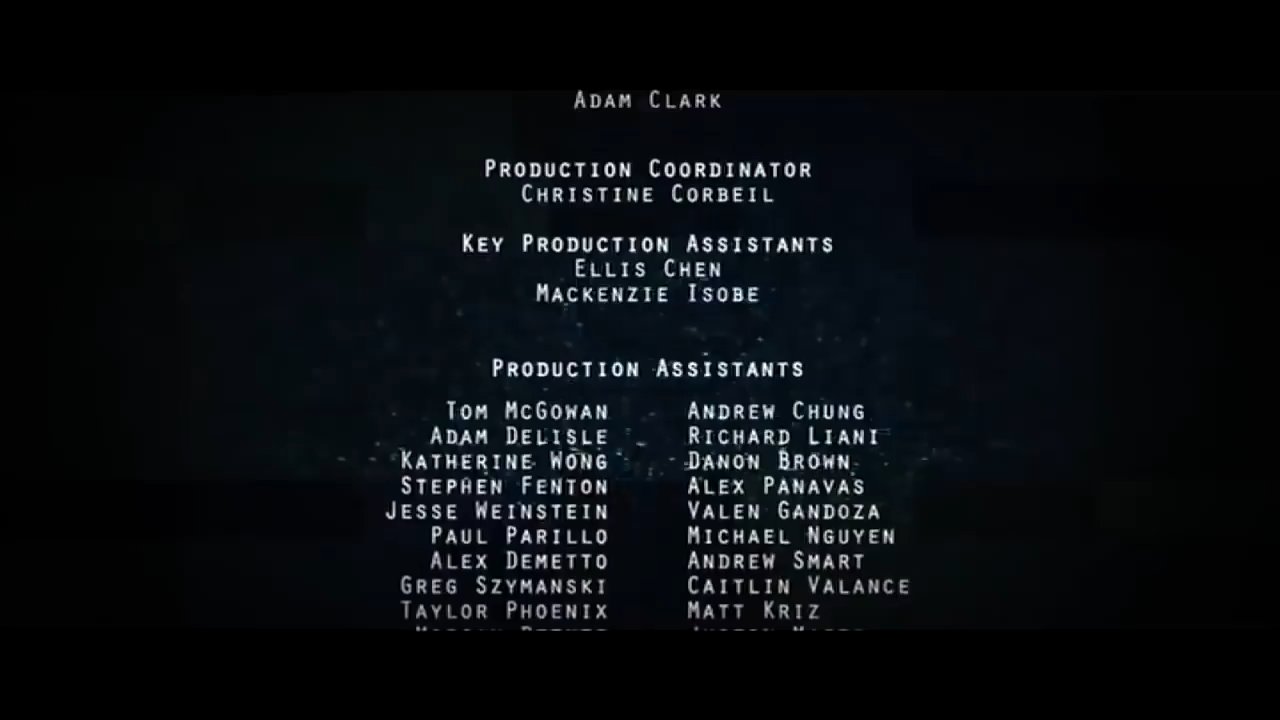 ADAM CLARK
PRODUCTION COORDINATOR
CHRISTINE CORBEIL
KEY PRODUCTION ASSISTANTS
ELLIS CHEN
MACKENZIE ISOBE
PRODUCTION ASSISTANTS
TOM MCGOWAN ANDREW CHUNG
ADAM DELISLE RICHARD LIANI
KATHERINE WONG DANON BROWN
STEPHEN FENTON ALEX PANAVAS
JESSE WEINSTEIN VALEN GANDOZA
PAUL PARILLO MICHAEL NGUYEN
ALEX DEMETTO ANDREW SMART
GREG SZYMANSKI CAITLIN VALANCE
TAYLOR PHOENIX MATT KRIZ